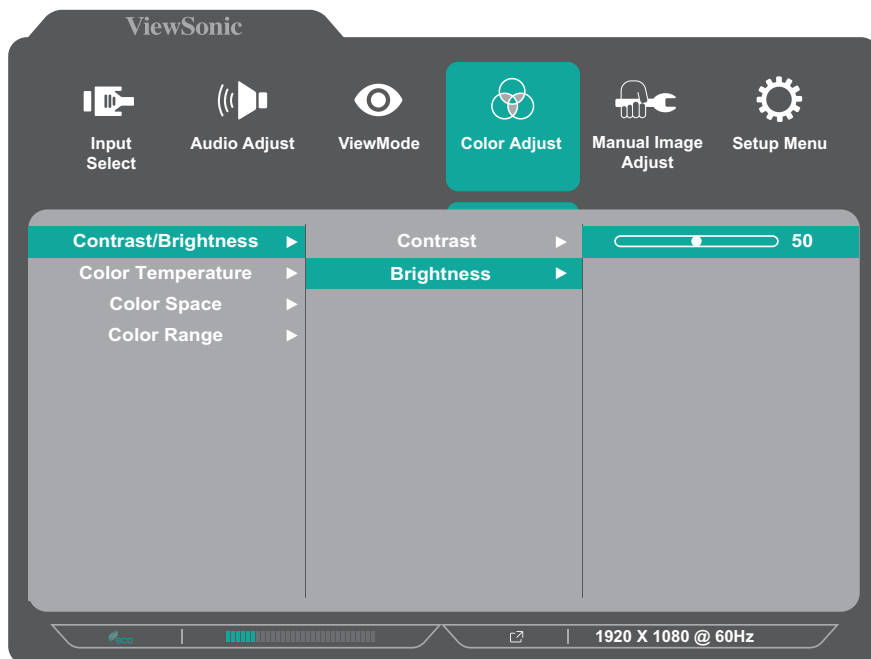 ViewSonic
Input
Select
Audio Adjust
ViewMode
Color Adjust
Manual Image
Adjust
Setup Menu
Contrast/Brightness
Contrast
50
Color Temperature
Brightness
Color Space
Color Range
eco
1920 X 1080 @ 60Hz